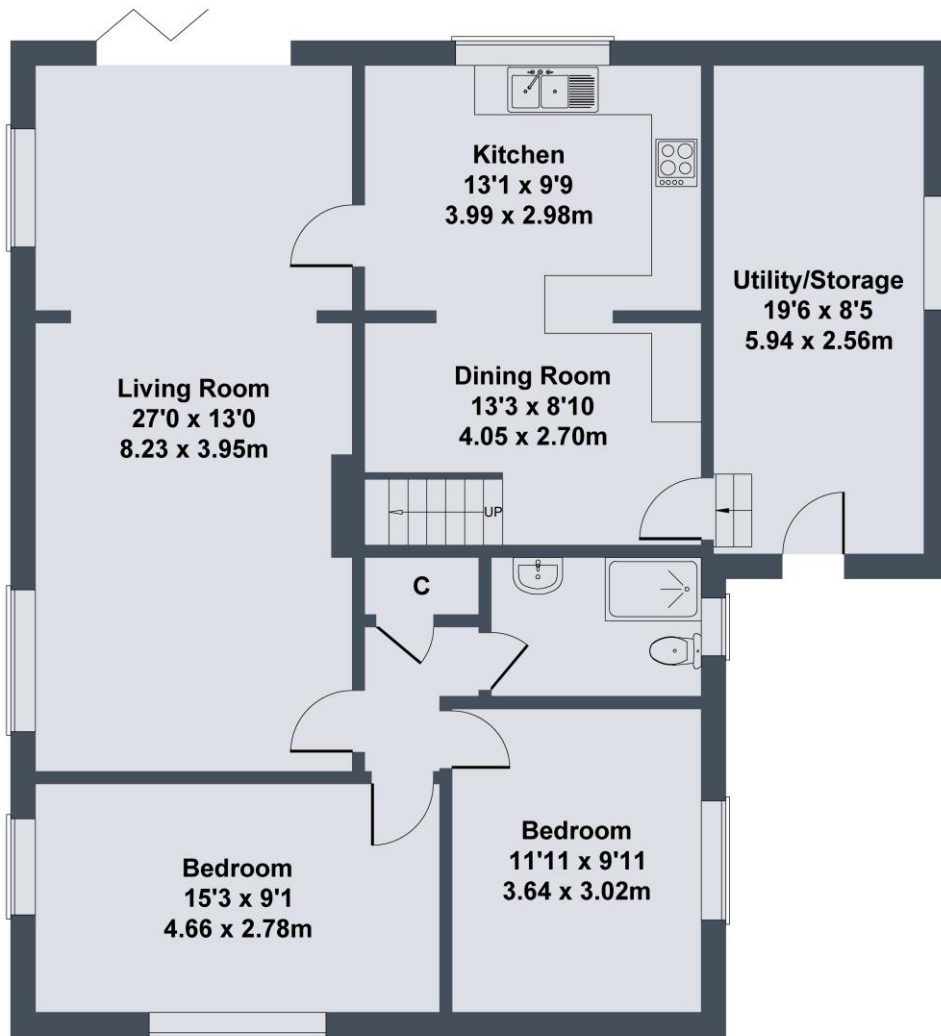 Kitchen
13'1 x 9'9
3.99 x 2.98m
Utility/Storage
19'6 x 8'5
5.94 x 2.56m
Living Room
27'0 x 13'0
8.23 x 3.95m
Dining Room
13'3 x 8'10
4.05 x 2.70m
UP
C
Bedroom
15'3 x 9'1
4.66 x 2.78m
Bedroom
11'11 x 9'11
3.64 x 3.02m